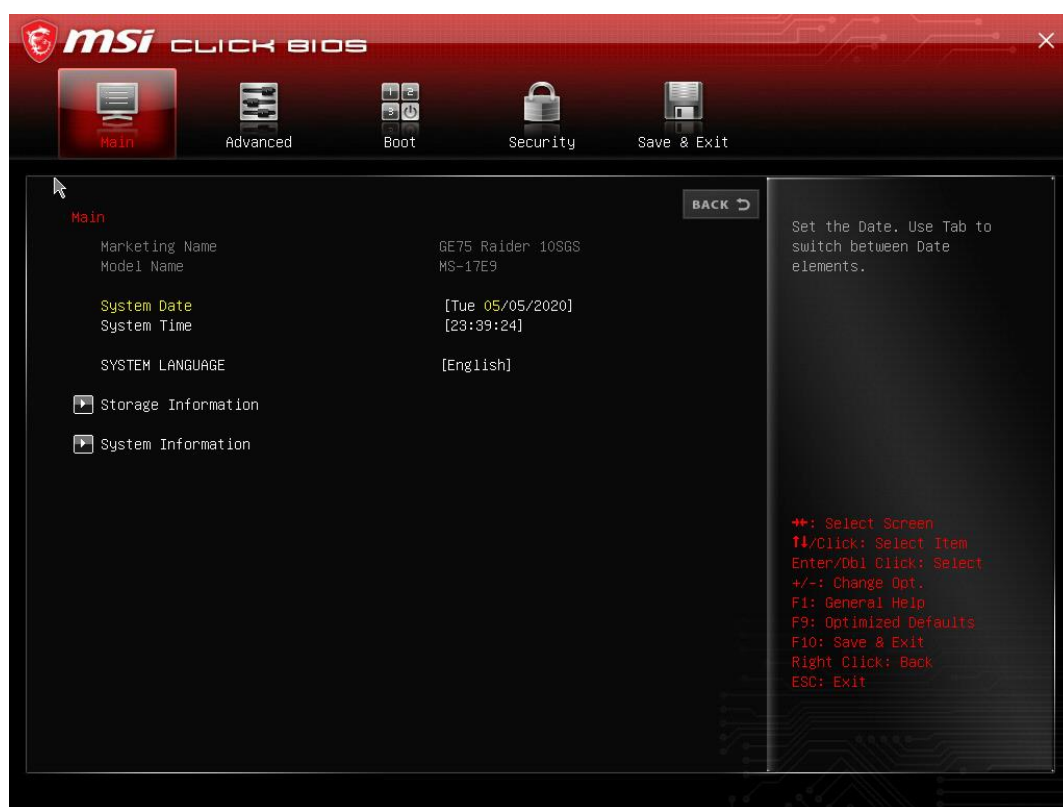 msi CLICK BIOS
Main
Advanced
Boot
Security
Save & Exit
BACK
Main
Marketing Name GE75 Raider 10SGS
Model Name MS-17E9
System Date [Tue 05/05/2020]
System Time [23:39:24]
SYSTEM LANGUAGE [English]
Storage Information
System Information
Set the Date. Use Tab to
switch between Date
elements.
→←: Select Screen
↑↓/Click: Select Item
Enter/Dbl Click: Select
+/-: Change Opt.
F1: General Help
F9: Optimized Defaults
F10: Save & Exit
Right Click: Back
ESC: Exit